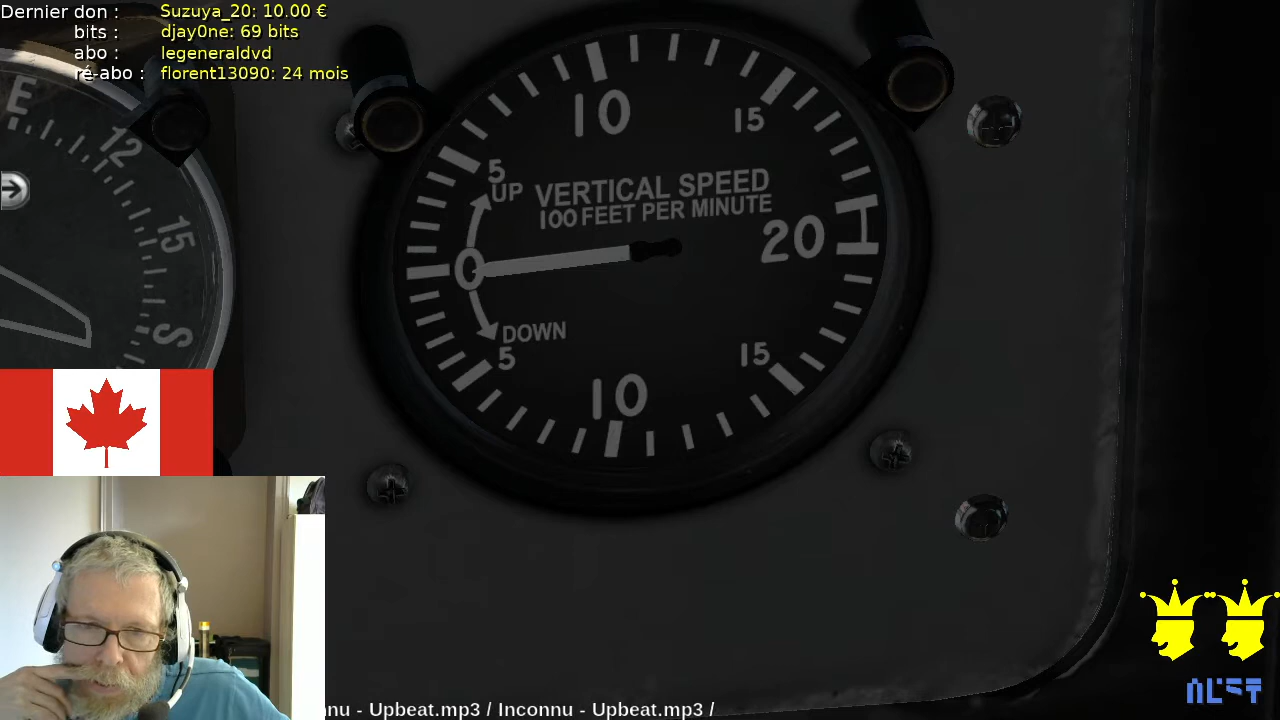 Dernier don : Suzuya_20: 10.00 €
bits : djay0ne: 69 bits
abo : legeneraldvd
ré-abo : florent13090: 24 mois
E
12
15
S
10
15
5
UP
VERTICAL SPEED
100 FEET PER MINUTE
20
0
DOWN
5
15
10
nu - Upbeat.mp3 / Inconnu - Upbeat.mp3 /